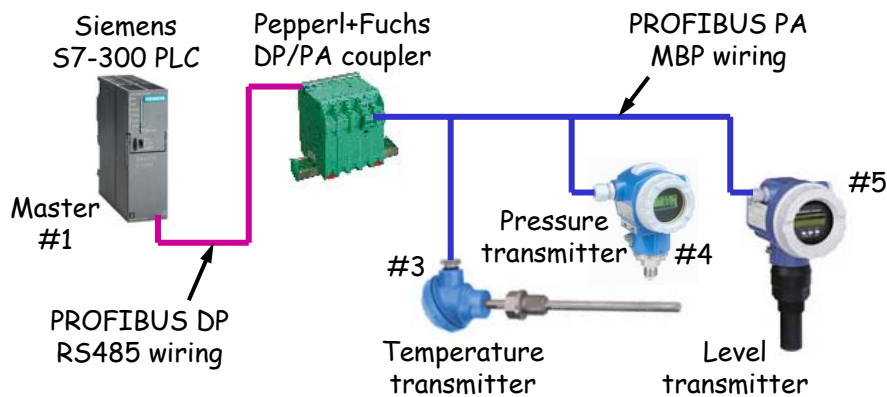 Siemens
S7-300 PLC
Pepperl+Fuchs
DP/PA coupler
PROFIBUS PA
MBP wiring
Master
#1
PROFIBUS DP
RS485 wiring
#3
Temperature
transmitter
Pressure
transmitter
#4
#5
Level
transmitter
SIEMENS